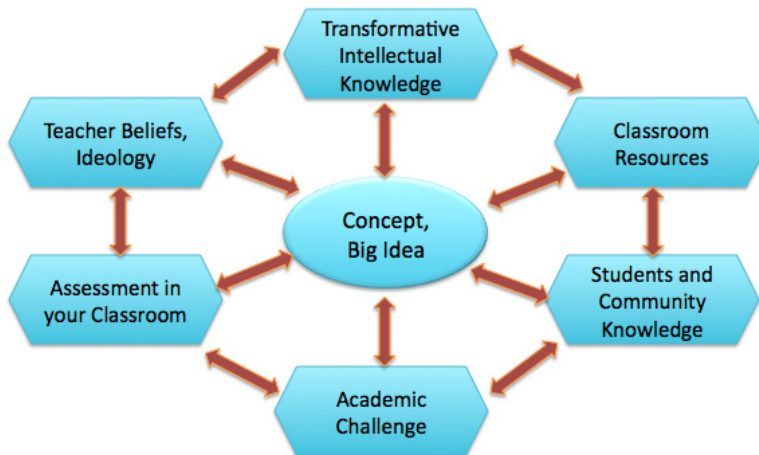 Transformative
Intellectual
Knowledge
Teacher Beliefs,
Ideology
Classroom
Resources
Concept,
Big Idea
Assessment in
your Classroom
Students and
Community
Knowledge
Academic
Challenge